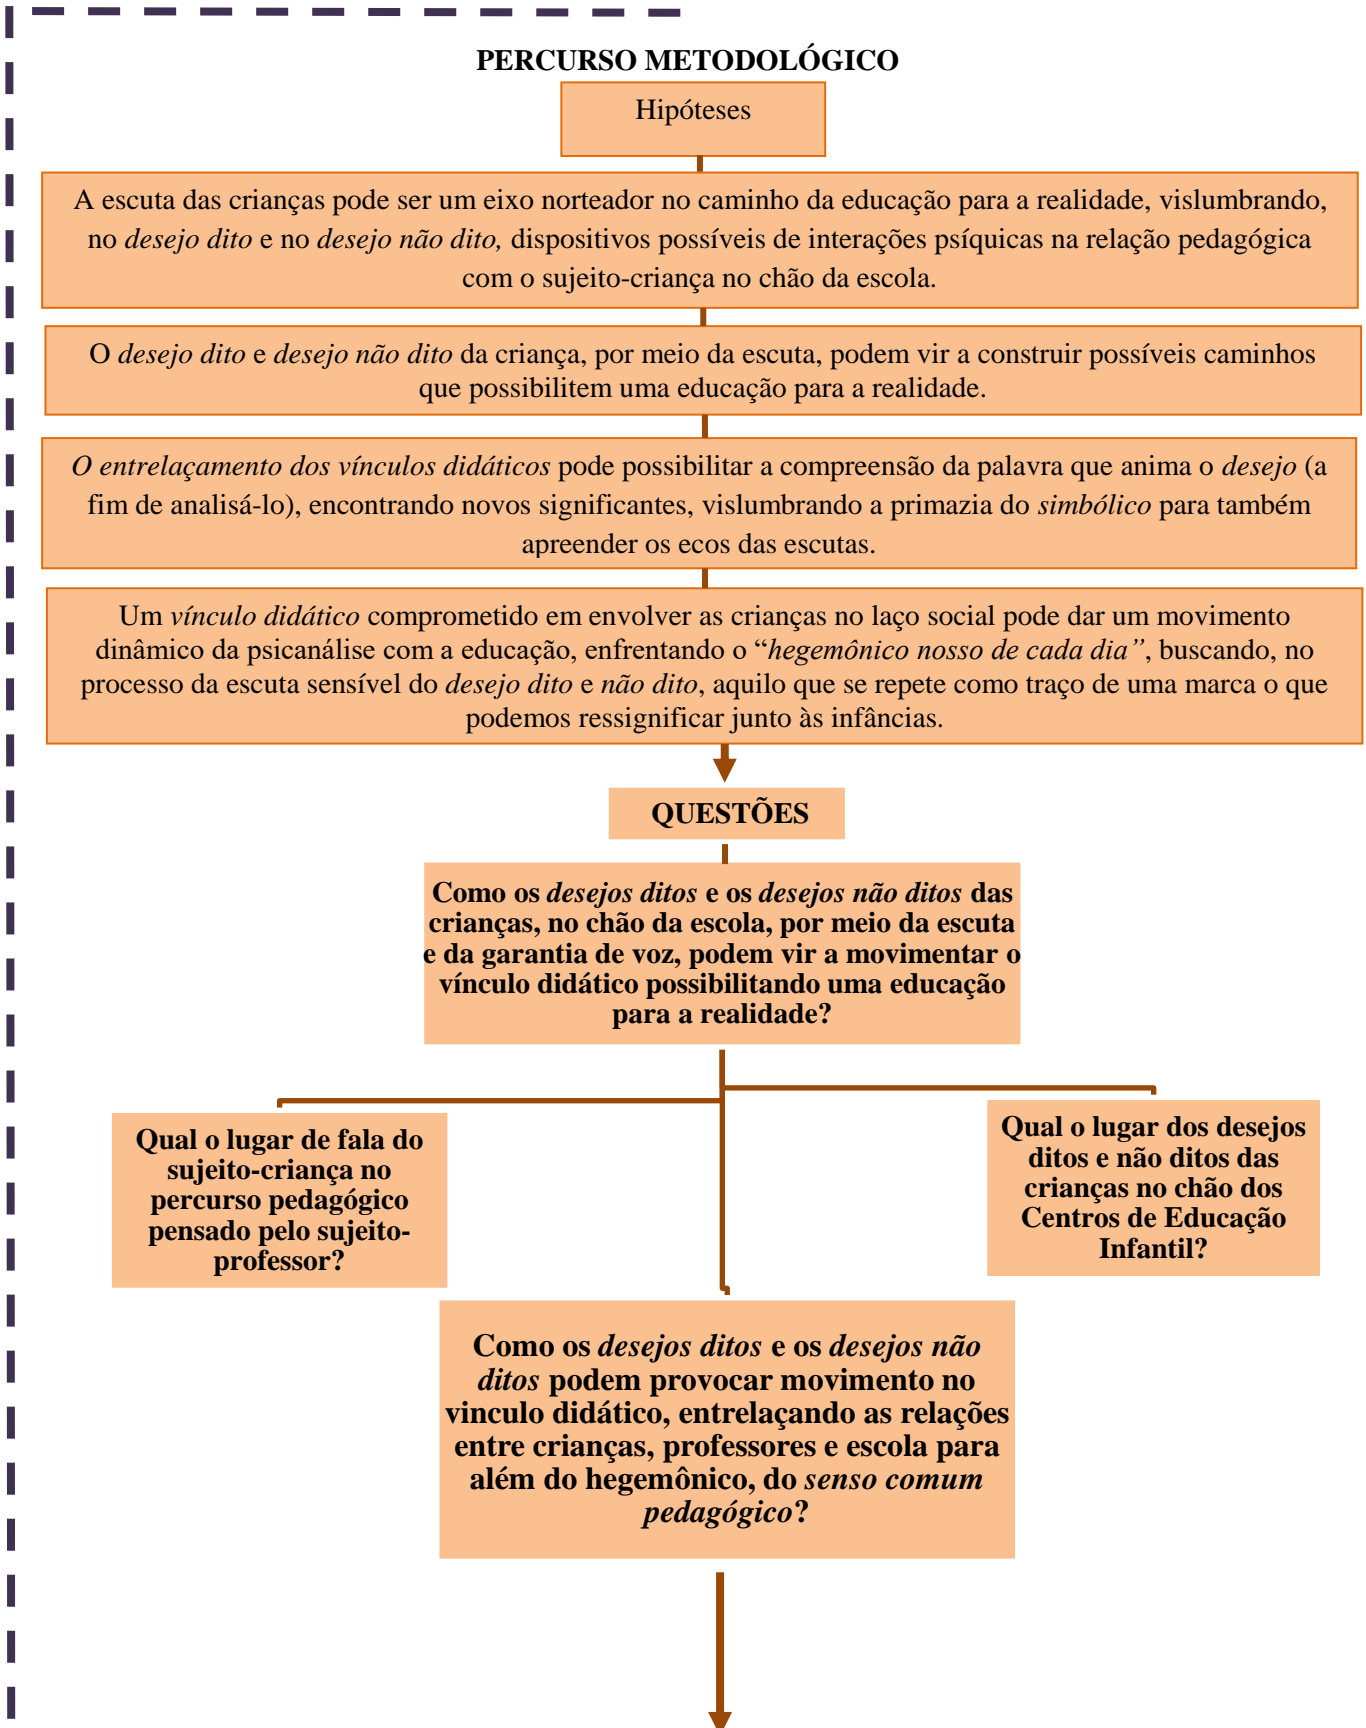 PERCURSO METODOLÓGICO
Hipóteses
A escuta das crianças pode ser um eixo norteador no caminho da educação para a realidade, vislumbrando,
no desejo dito e no desejo não dito, dispositivos possíveis de interações psíquicas na relação pedagógica
com o sujeito-criança no chão da escola.
O desejo dito e desejo não dito da criança, por meio da escuta, podem vir a construir possíveis caminhos
que possibilitem uma educação para a realidade.
O entrelaçamento dos vínculos didáticos pode possibilitar a compreensão da palavra que anima o desejo (a
fim de analisá-lo), encontrando novos significantes, vislumbrando a primazia do simbólico para também
apreender os ecos das escutas.
Um vínculo didático comprometido em envolver as crianças no laço social pode dar um movimento
dinâmico da psicanálise com a educação, enfrentando o “hegemônico nosso de cada dia”, buscando, no
processo da escuta sensível do desejo dito e não dito, aquilo que se repete como traço de uma marca o que
podemos ressignificar junto às infâncias.
QUESTÕES
Como os desejos ditos e os desejos não ditos das
crianças, no chão da escola, por meio da escuta
e da garantia de voz, podem vir a movimentar o
vínculo didático possibilitando uma educação
para a realidade?
Qual o lugar de fala do
sujeito-criança no
percurso pedagógico
pensado pelo sujeito-
professor?
Qual o lugar dos desejos
ditos e não ditos das
crianças no chão dos
Centros de Educação
Infantil?
Como os desejos ditos e os desejos não
ditos podem provocar movimento no
vinculo didático, entrelaçando as relações
entre crianças, professores e escola para
além do hegemônico, do senso comum
pedagógico?